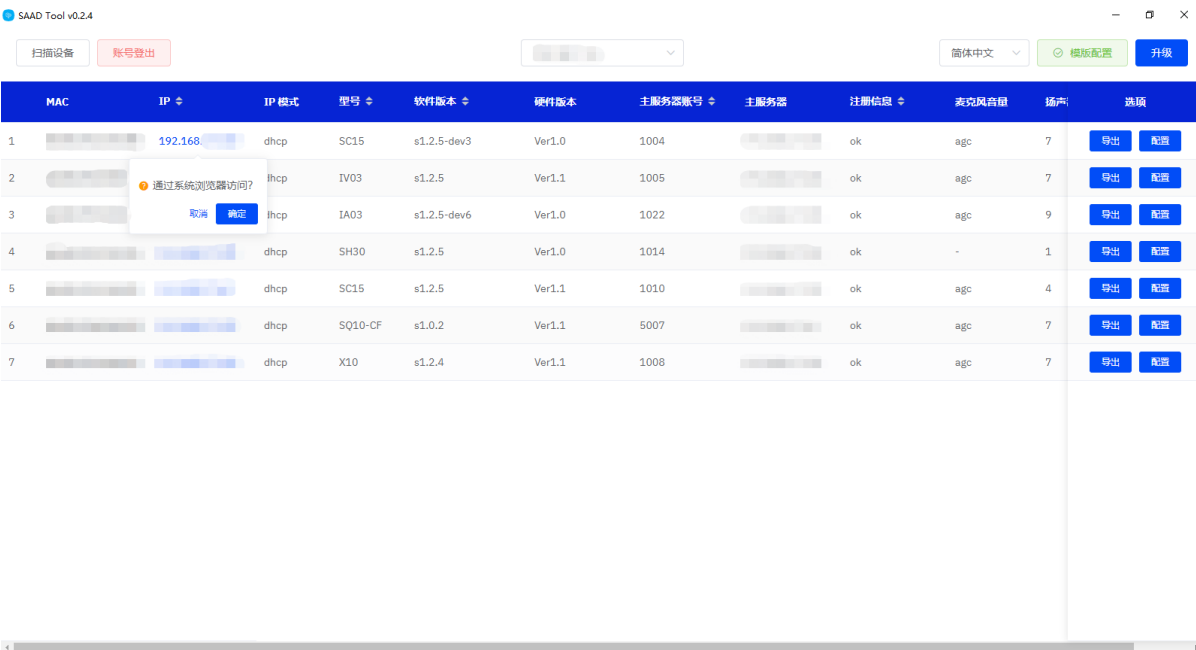 SAAD Tool v0.2.4
扫描设备 账号登出 简体中文 模版配置 升级
MAC IP IP 模式 型号 软件版本 硬件版本 主服务器账号 主服务器 注册信息 麦克风音量 扬声 选项
1 192.168. dhcp SC15 s1.2.5-dev3 Ver1.0 1004 ok agc 7 导出 配置
2 dhcp IV03 s1.2.5 Ver1.1 1005 ok agc 7 导出 配置
通过系统浏览器访问?
3 dhcp IA03 s1.2.5-dev6 Ver1.0 1022 ok agc 9 导出 配置
取消 确定
4 dhcp SH30 s1.2.5 Ver1.0 1014 ok - 1 导出 配置
5 dhcp SC15 s1.2.5 Ver1.1 1010 ok agc 4 导出 配置
6 dhcp SQ10-CF s1.0.2 Ver1.1 5007 ok agc 7 导出 配置
7 dhcp X10 s1.2.4 Ver1.1 1008 ok agc 7 导出 配置